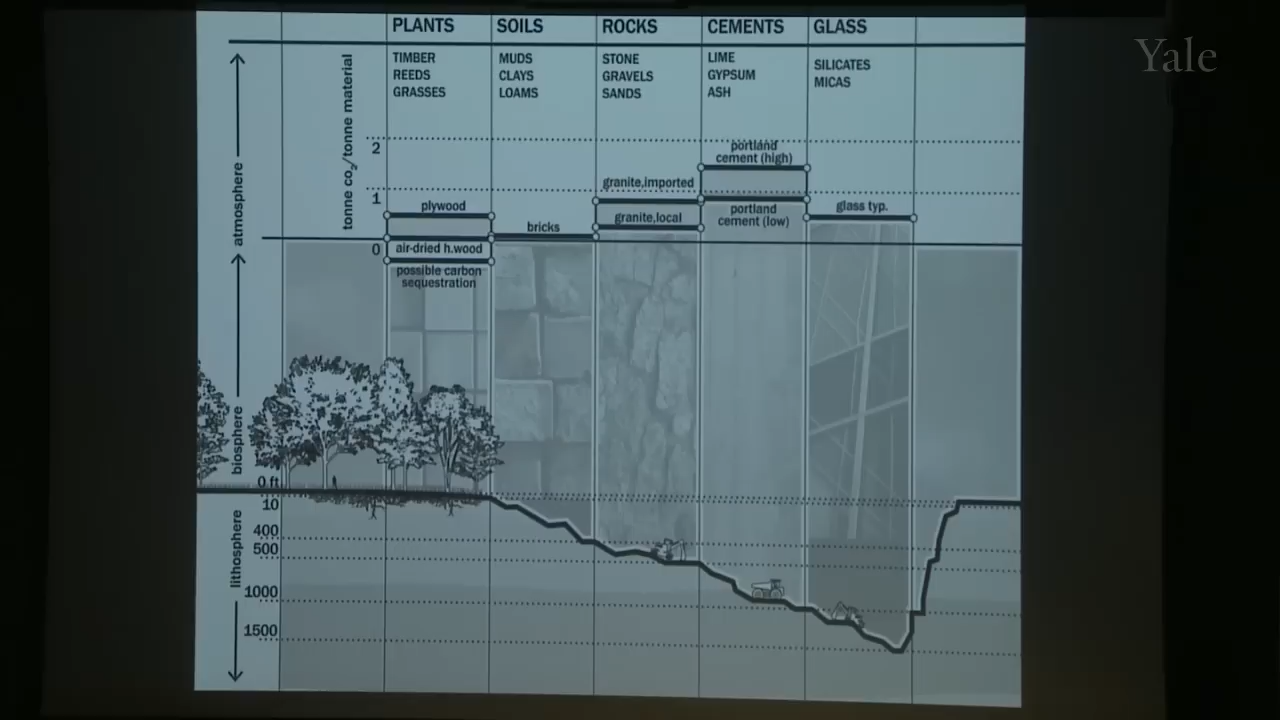 PLANTS
SOILS
ROCKS
CEMENTS
GLASS
Yale
TIMBER
REEDS
GRASSES
MUDS
CLAYS
LOAMS
STONE
GRAVELS
SANDS
LIME
GYPSUM
ASH
SILICATES
MICAS
tonne co2/tonne material
2
1
0
portland
cement (high)
granite,imported
plywood
granite,local
portland
cement (low)
glass typ.
bricks
air-dried h.wood
possible carbon
sequestration
atmosphere
biosphere
lithosphere
0 ft
10
400
500
1000
1500